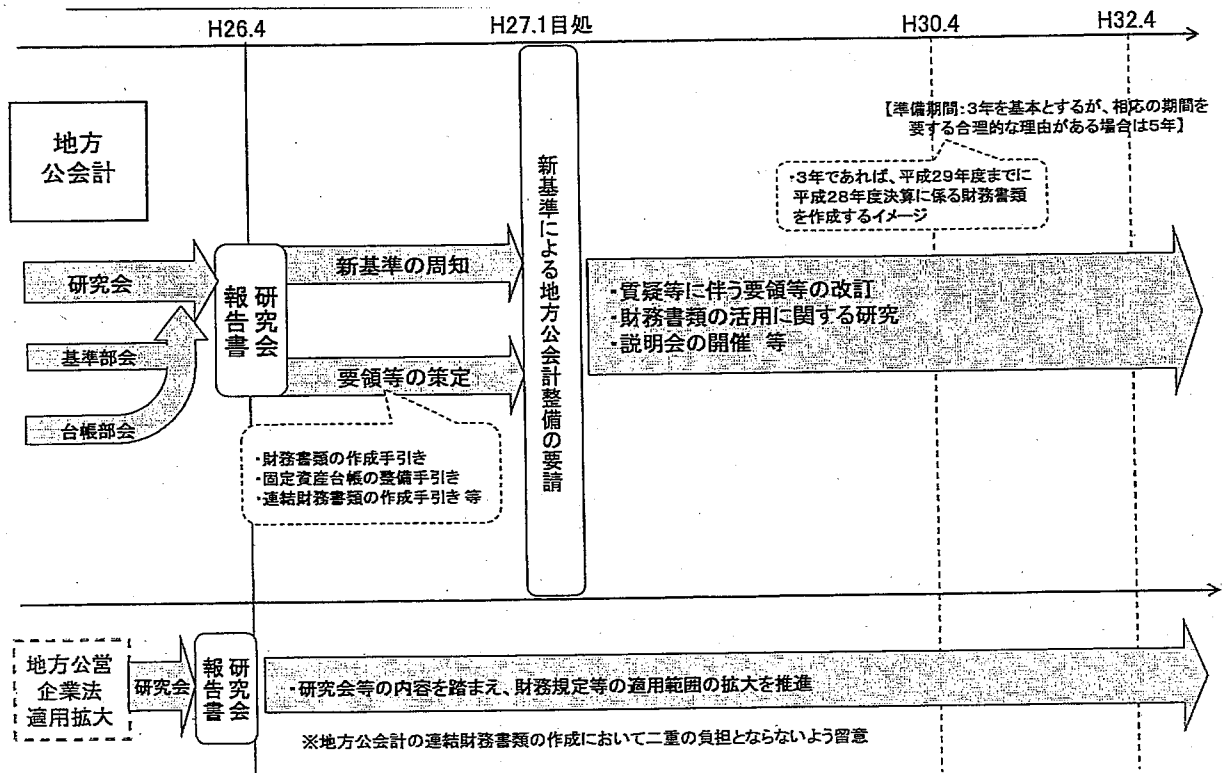 H26.4
H27.1目処
H30.4
H32.4
地方
公会計
【準備期間:3年を基本とするが、相応の期間を
要する合理的な理由がある場合は5年】
・3年であれば、平成29年度までに
平成28年度決算に係る財務書類
を作成するイメージ
研究会
基準部会
台帳部会
研究会
報告書
新基準の周知
要領等の策定
・財務書類の作成手引き
・固定資産台帳の整備手引き
・連結財務書類の作成手引き 等
新基準による地方公会計整備の要請
・質疑等に伴う要領等の改訂
・財務書類の活用に関する研究
・説明会の開催 等
地方公営
企業法
適用拡大
研究会
研究会
報告書
・研究会等の内容を踏まえ、財務規定等の適用範囲の拡大を推進
※地方公会計の連結財務書類の作成において二重の負担とならないよう留意